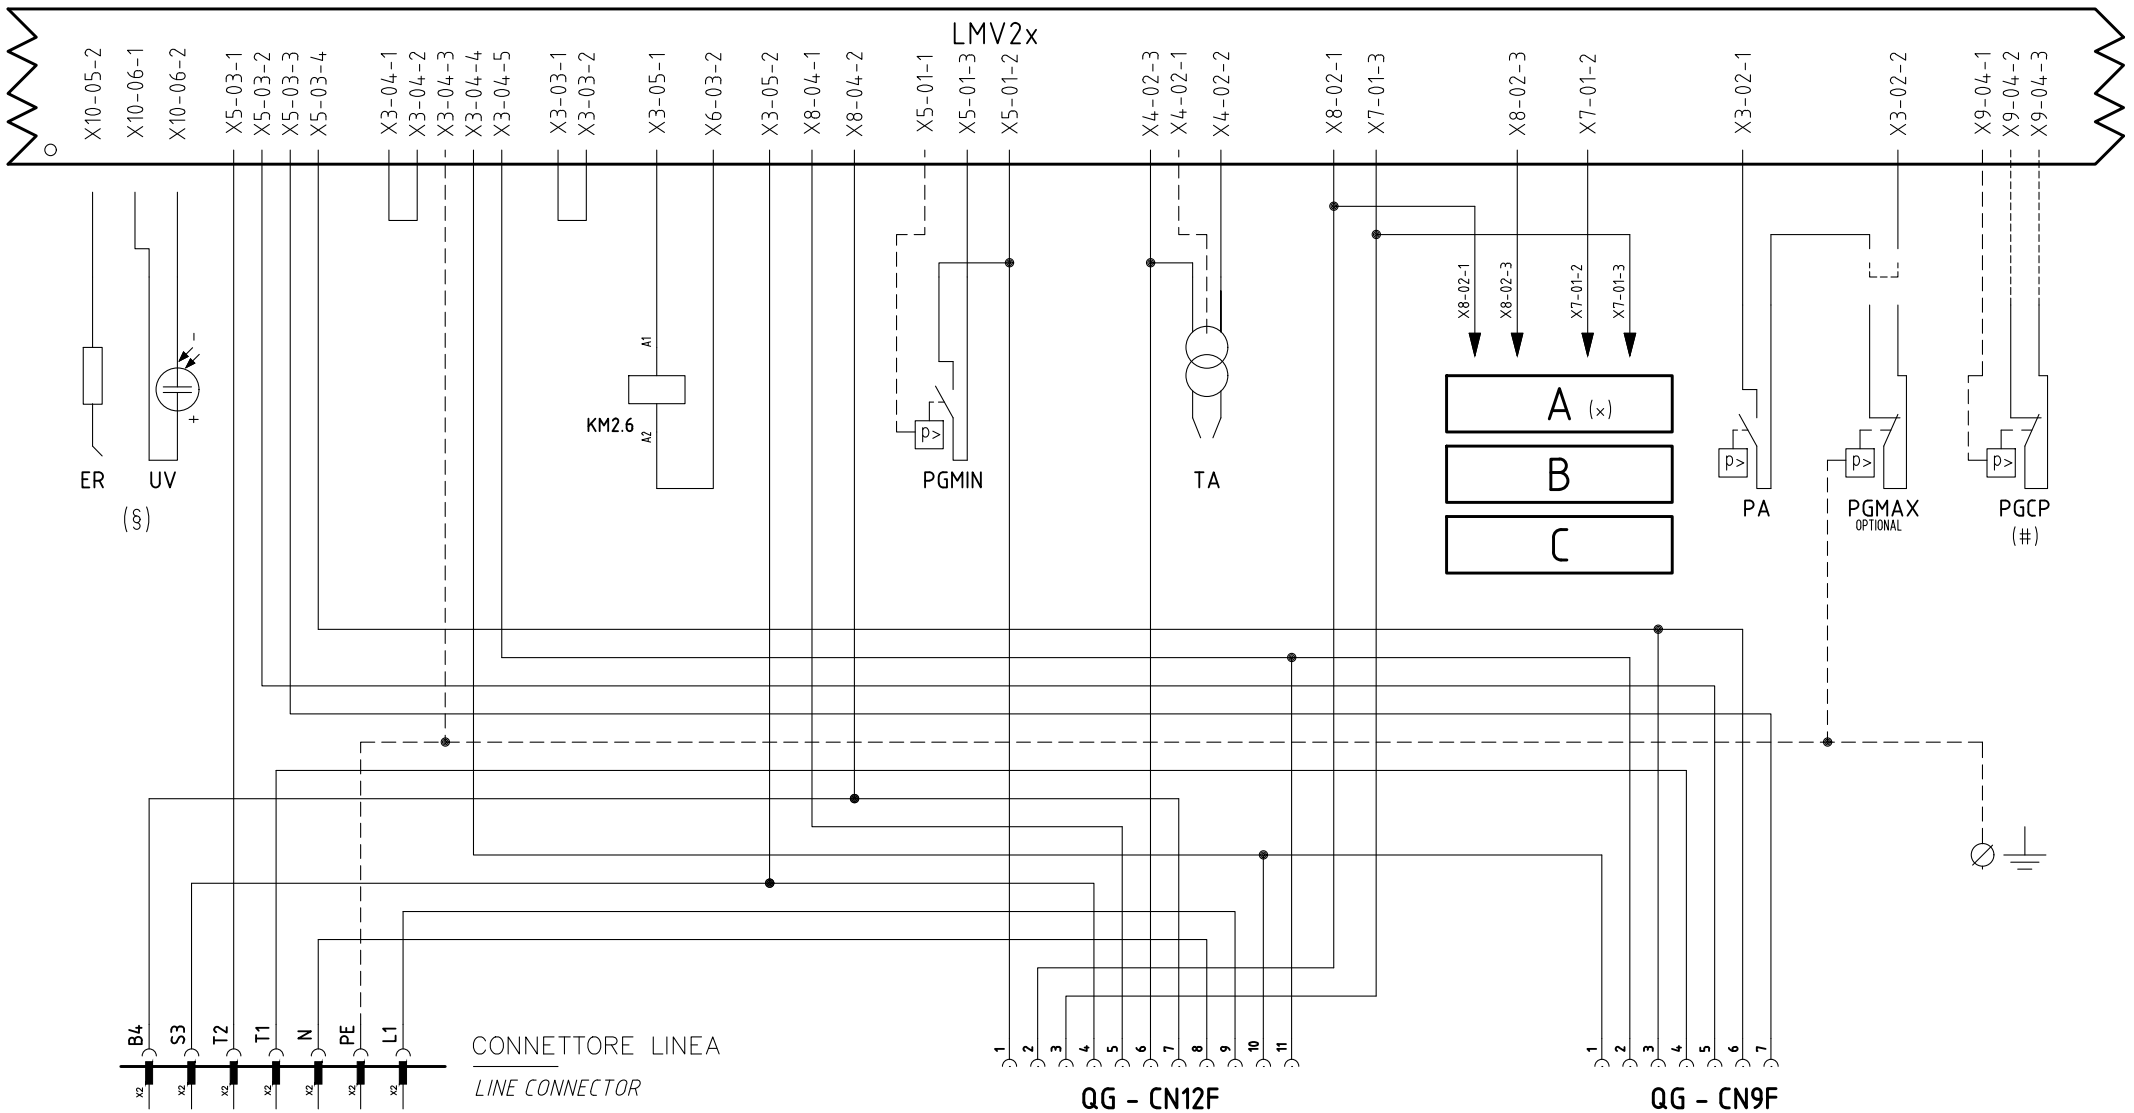 LMV2x
X10-05-2
X10-06-1
X10-06-2
X5-03-1
X5-03-2
X5-03-3
X5-03-4
X3-04-1
X3-04-2
X3-04-3
X3-04-4
X3-04-5
X3-03-1
X3-03-2
X3-05-1
X6-03-2
X3-05-2
X8-04-1
X8-04-2
X5-01-1
X5-01-3
X5-01-2
X4-02-3
X4-02-1
X4-02-2
X8-02-1
X7-01-3
X8-02-3
X7-01-2
X3-02-1
X3-02-2
X9-04-1
X9-04-2
X9-04-3
X8-02-1
X8-02-3
X7-01-2
X7-01-3
-
+
A1
A2
KM2.6
A (x)
B
C
p>
p>
p>
p>
ER
UV
(§)
PGMIN
TA
PA
PGMAX
OPTIONAL
PGCP
(#)
B4
S3
T2
T1
N
PE
L1
X2
X2
X2
X2
X2
X2
X2
CONNETTORE LINEA
LINE CONNECTOR
1
2
3
4
5
6
7
8
9
10
11
QG - CN12F
1
2
3
4
5
6
7
QG - CN9F